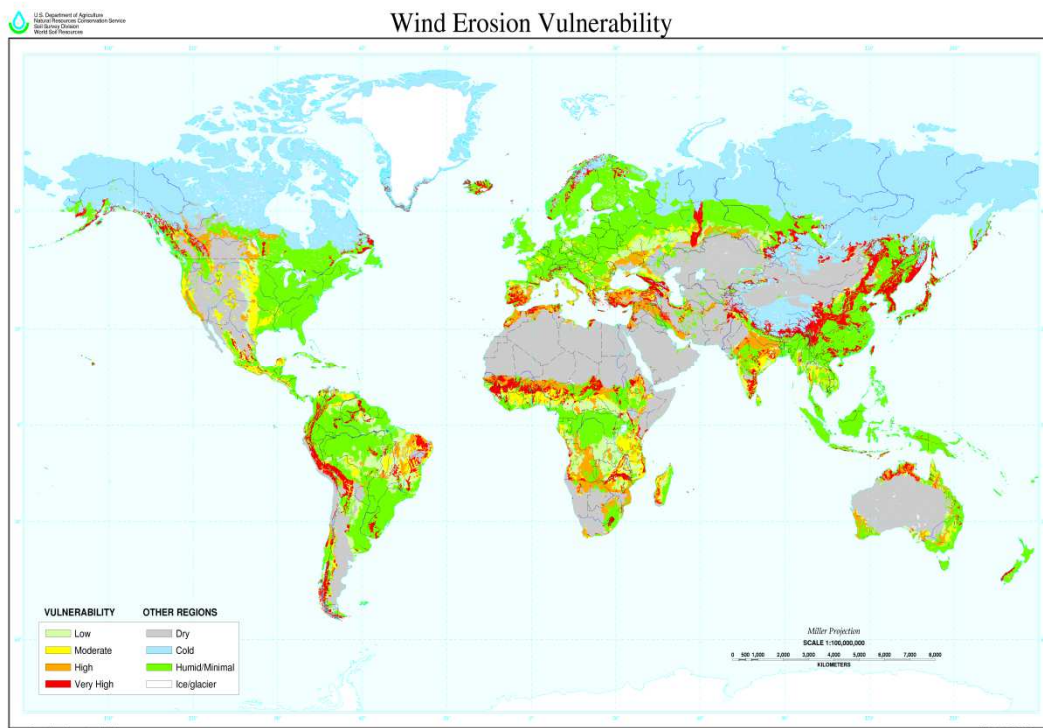 U.S. Department of Agriculture
Natural Resources Conservation Service
Soil Survey Division
World Soil Resources
Wind Erosion Vulnerability
VULNERABILITY
OTHER REGIONS
Low
Dry
Moderate
Cold
High
Humid/Minimal
Very High
Ice/glacier
Miller Projection
SCALE 1:100,000,000
0 500 1,000 2,000 3,000 4,000 5,000 6,000 7,000 8,000
KILOMETERS